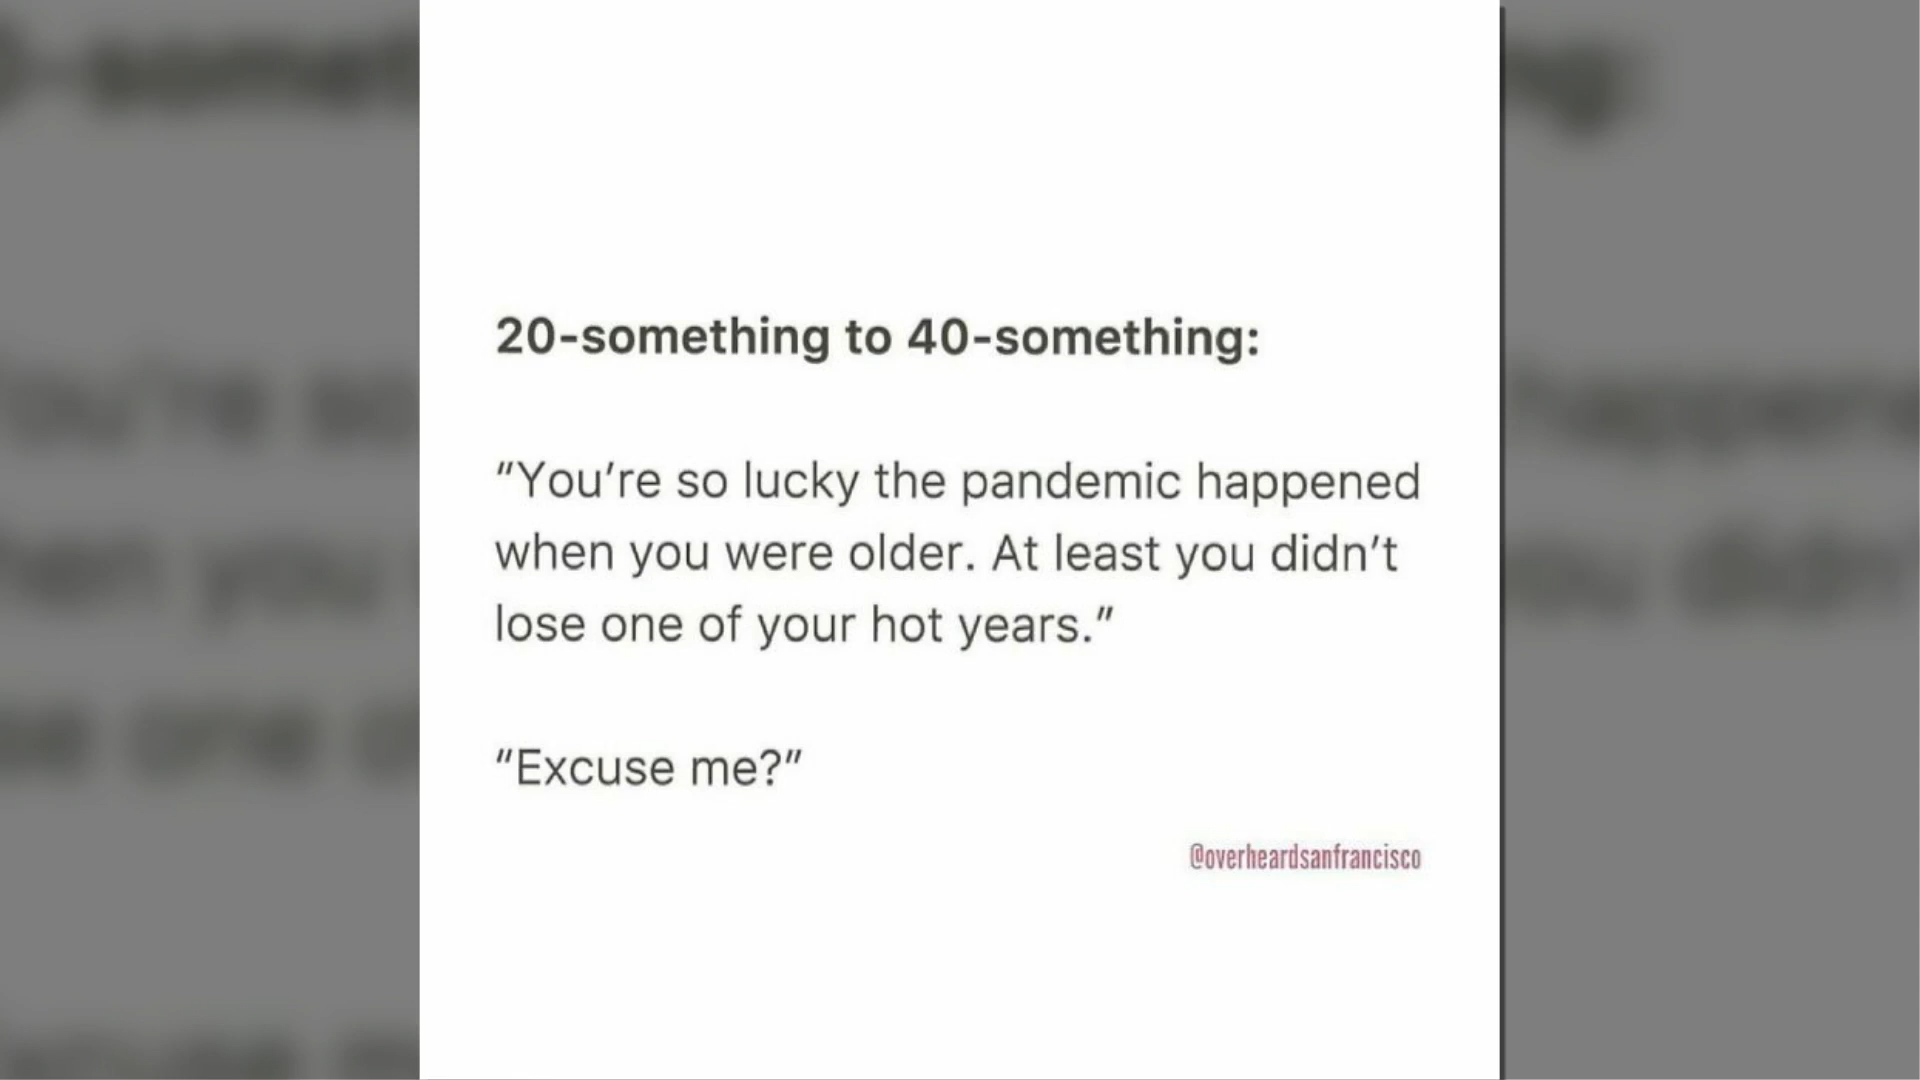 20-something to 40-something:
"You're so lucky the pandemic happened
when you were older. At least you didn't
lose one of your hot years."
"Excuse me?"
@overheardsanfrancisco